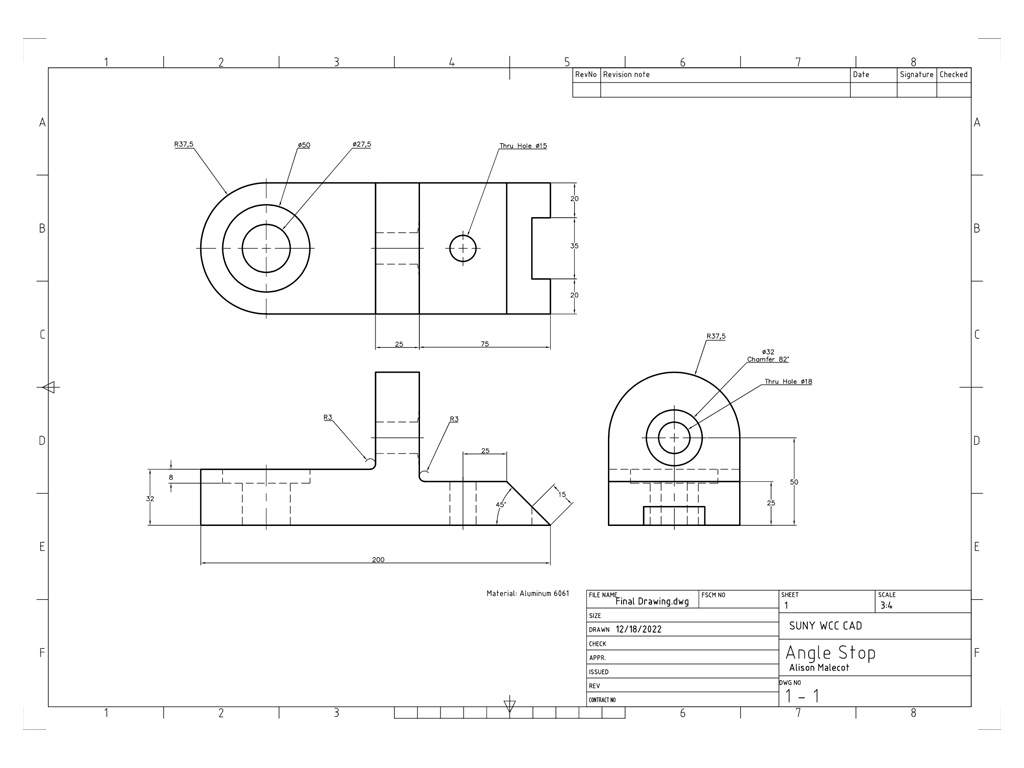 1 2 3 4 5 6 7 8
RevNo Revision note Date Signature Checked
A A
R37,5 ø50 ø27,5 Thru Hole ø15
20
B B
35
20
C C
25 75
R37,5
ø32
Chamfer 82°
Thru Hole ø18
R3 R3
D D
25
8
32 45° 15 25 50
E E
200
Material: Aluminum 6061
FILE NAME Final Drawing.dwg FSCM NO SHEET 1 SCALE 3:4
SIZE
DRAWN 12/18/2022 SUNY WCC CAD
CHECK
F F
APPR. Angle Stop
ISSUED Alison Malecot
REV DWG NO
CONTRACT NO 1 - 1
1 2 3 6 7 8